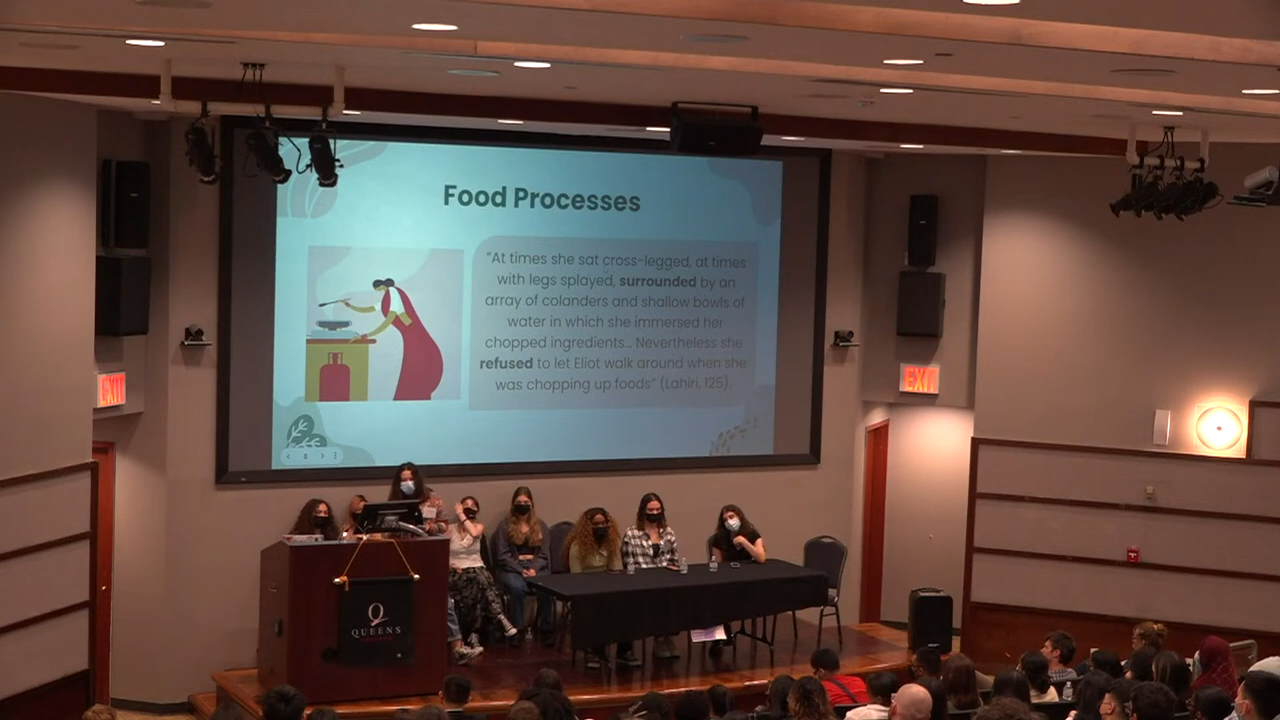 Food Processes
“At times she sat cross-legged, at times
with legs splayed, surrounded by an
array of colanders and shallow bowls of
water in which she immersed her
chopped ingredients... Nevertheless she
refused to let Eliot walk around when she
was chopping up foods” (Lahiri, 125).
EXIT
EXIT
Q
QUEENS
COLLEGE